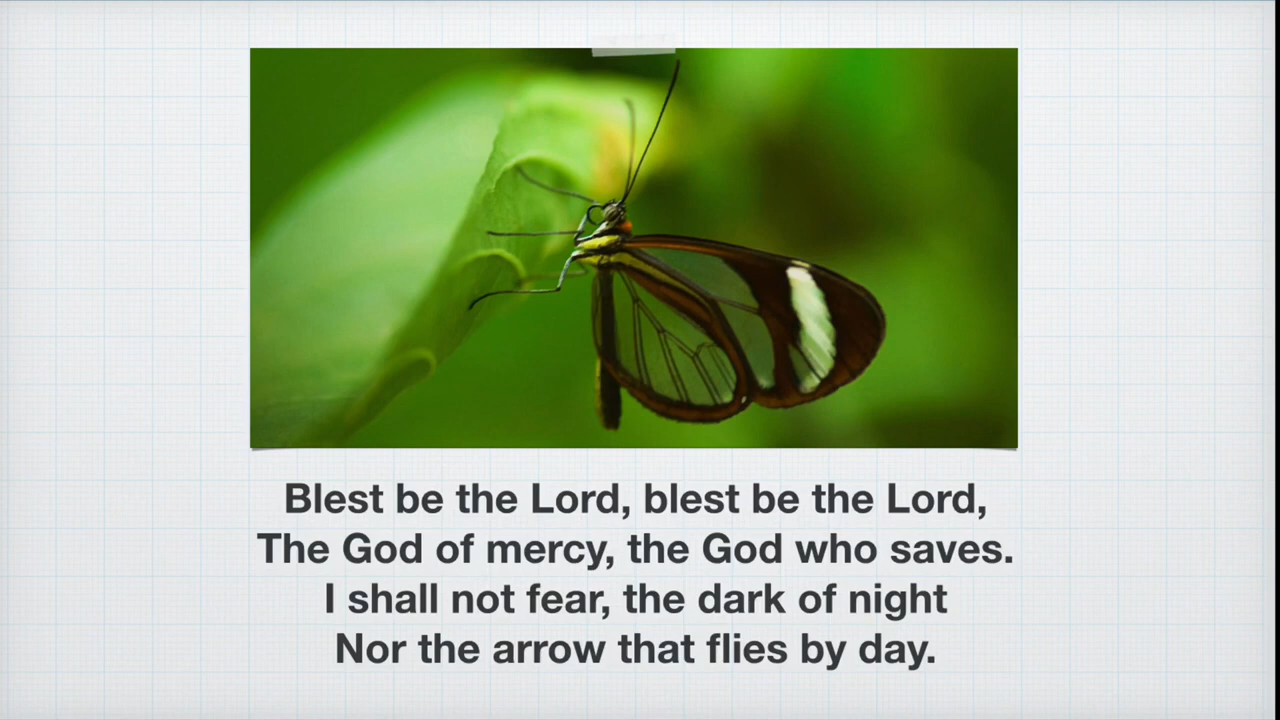 Blest be the Lord, blest be the Lord,
The God of mercy, the God who saves.
I shall not fear, the dark of night
Nor the arrow that flies by day.